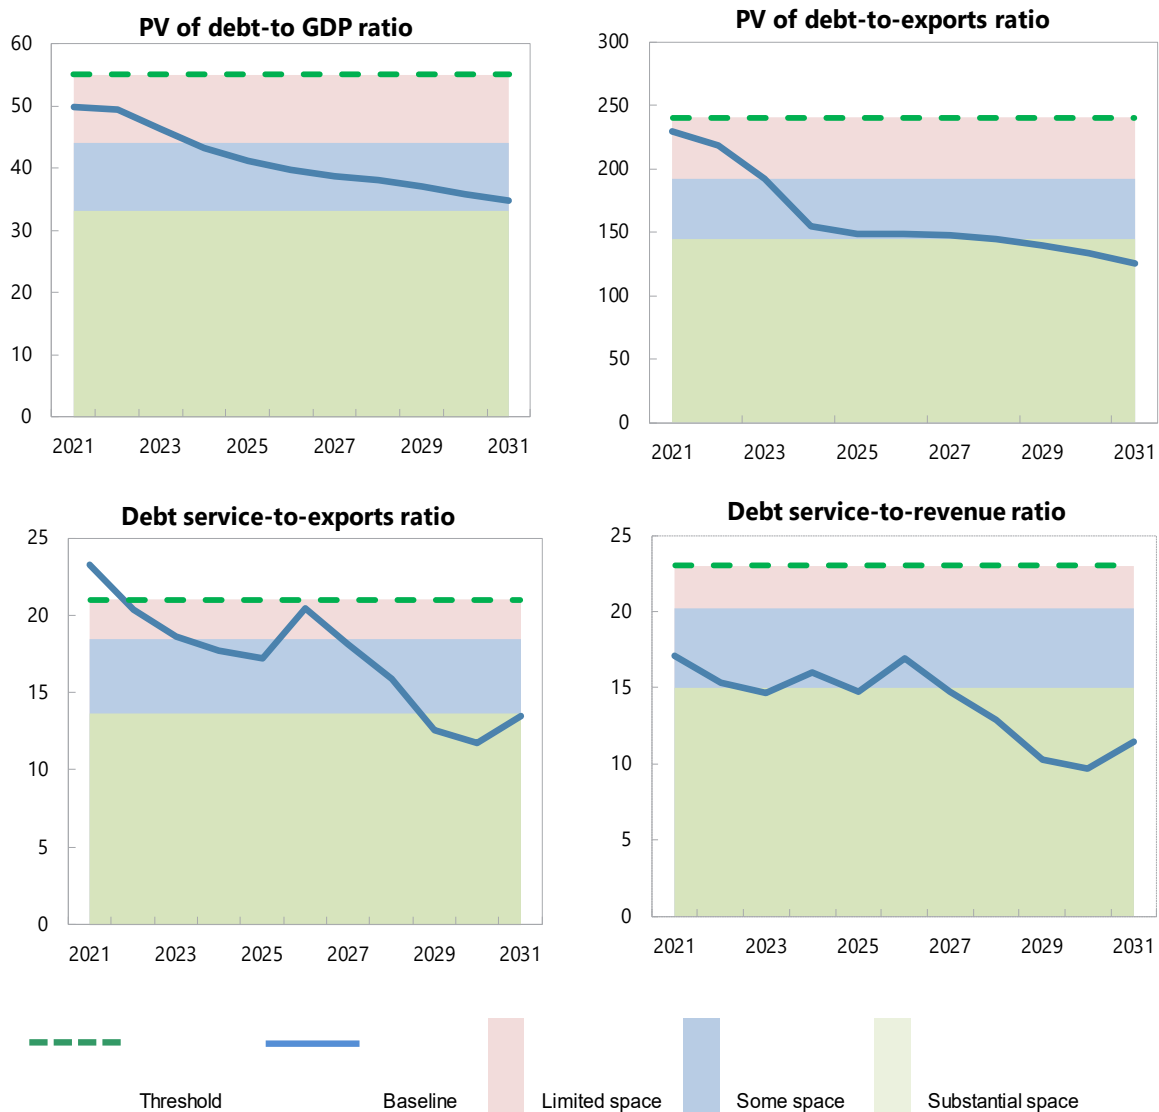 PV of debt-to GDP ratio
60
50
40
30
20
10
0
2021 2023 2025 2027 2029 2031
PV of debt-to-exports ratio
300
250
200
150
100
50
0
2021 2023 2025 2027 2029 2031
Debt service-to-exports ratio
25
20
15
10
5
0
2021 2023 2025 2027 2029 2031
Debt service-to-revenue ratio
25
20
15
10
5
0
2021 2023 2025 2027 2029 2031
Threshold Baseline Limited space Some space Substantial space